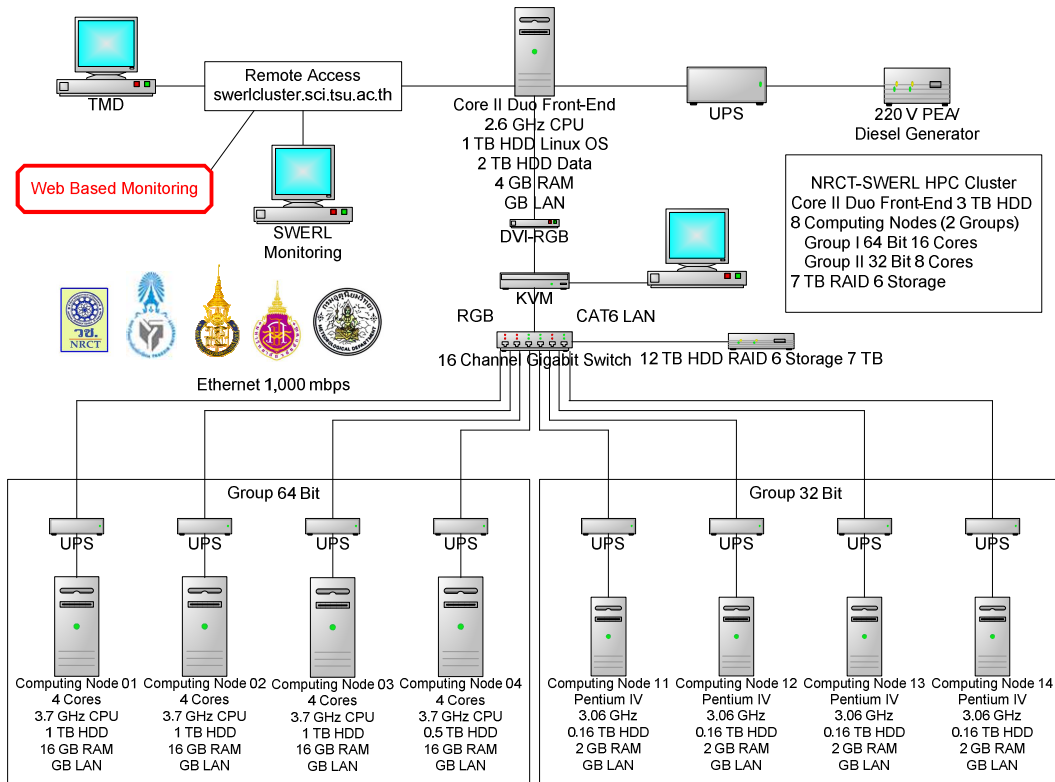 TMD
Remote Access
swerlcluster.sci.tsu.ac.th
Web Based Monitoring
SWERL
Monitoring
Core II Duo Front-End
2.6 GHz CPU
1 TB HDD Linux OS
2 TB HDD Data
4 GB RAM
GB LAN
UPS
220 V PEA/
Diesel Generator
NRCT-SWERL HPC Cluster
Core II Duo Front-End 3 TB HDD
8 Computing Nodes (2 Groups)
Group I 64 Bit 16 Cores
Group II 32 Bit 8 Cores
7 TB RAID 6 Storage
DVI-RGB
KVM
RGB
CAT6 LAN
16 Channel Gigabit Switch
12 TB HDD RAID 6 Storage 7 TB
วช.
NRCT
Ethernet 1,000 mbps
Group 64 Bit
UPS
UPS
UPS
UPS
Computing Node 01
4 Cores
3.7 GHz CPU
1 TB HDD
16 GB RAM
GB LAN
Computing Node 02
4 Cores
3.7 GHz CPU
1 TB HDD
16 GB RAM
GB LAN
Computing Node 03
4 Cores
3.7 GHz CPU
1 TB HDD
16 GB RAM
GB LAN
Computing Node 04
4 Cores
3.7 GHz CPU
0.5 TB HDD
16 GB RAM
GB LAN
Group 32 Bit
UPS
UPS
UPS
UPS
Computing Node 11
Pentium IV
3.06 GHz
0.16 TB HDD
2 GB RAM
GB LAN
Computing Node 12
Pentium IV
3.06 GHz
0.16 TB HDD
2 GB RAM
GB LAN
Computing Node 13
Pentium IV
3.06 GHz
0.16 TB HDD
2 GB RAM
GB LAN
Computing Node 14
Pentium IV
3.06 GHz
0.16 TB HDD
2 GB RAM
GB LAN